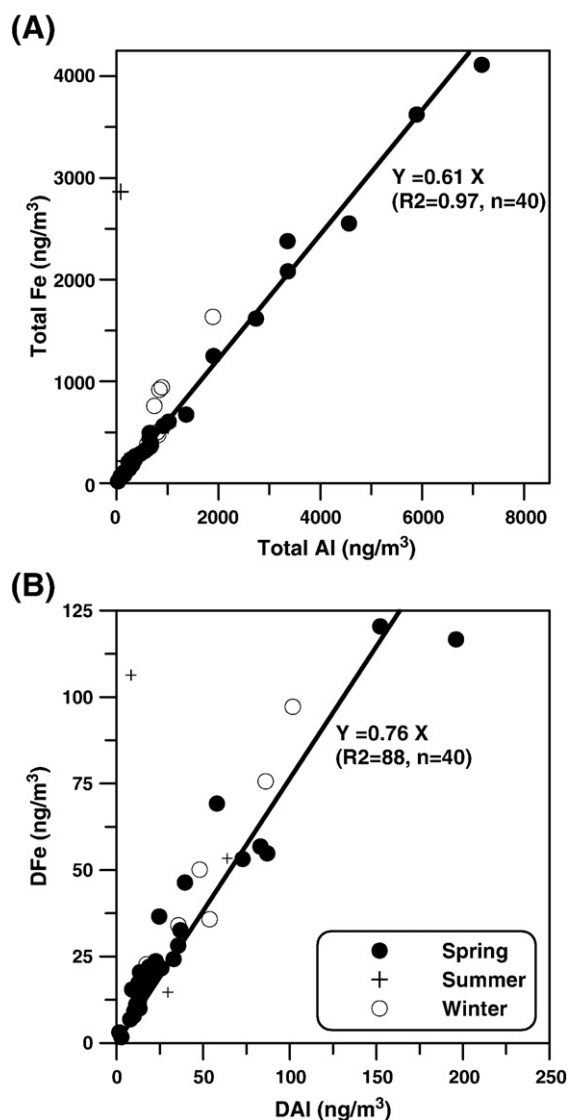 (A)
4000
3000
2000
1000
0
Total Fe (ng/m³)
Y =0.61 X
(R2=0.97, n=40)
0 2000 4000 6000 8000
Total Al (ng/m³)
(B)
125
100
75
50
25
0
DFe (ng/m³)
Y =0.76 X
(R2=88, n=40)
Spring
Summer
Winter
0 50 100 150 200 250
DAl (ng/m³)